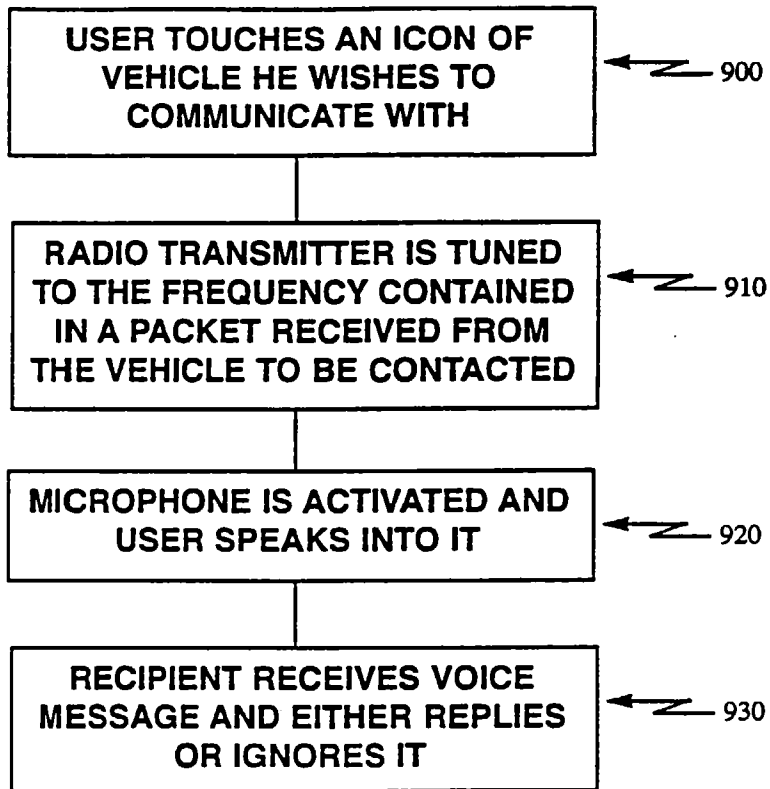 USER TOUCHES AN ICON OF
VEHICLE HE WISHES TO
COMMUNICATE WITH
900
RADIO TRANSMITTER IS TUNED
TO THE FREQUENCY CONTAINED
IN A PACKET RECEIVED FROM
THE VEHICLE TO BE CONTACTED
910
MICROPHONE IS ACTIVATED AND
USER SPEAKS INTO IT
920
RECIPIENT RECEIVES VOICE
MESSAGE AND EITHER REPLIES
OR IGNORES IT
930